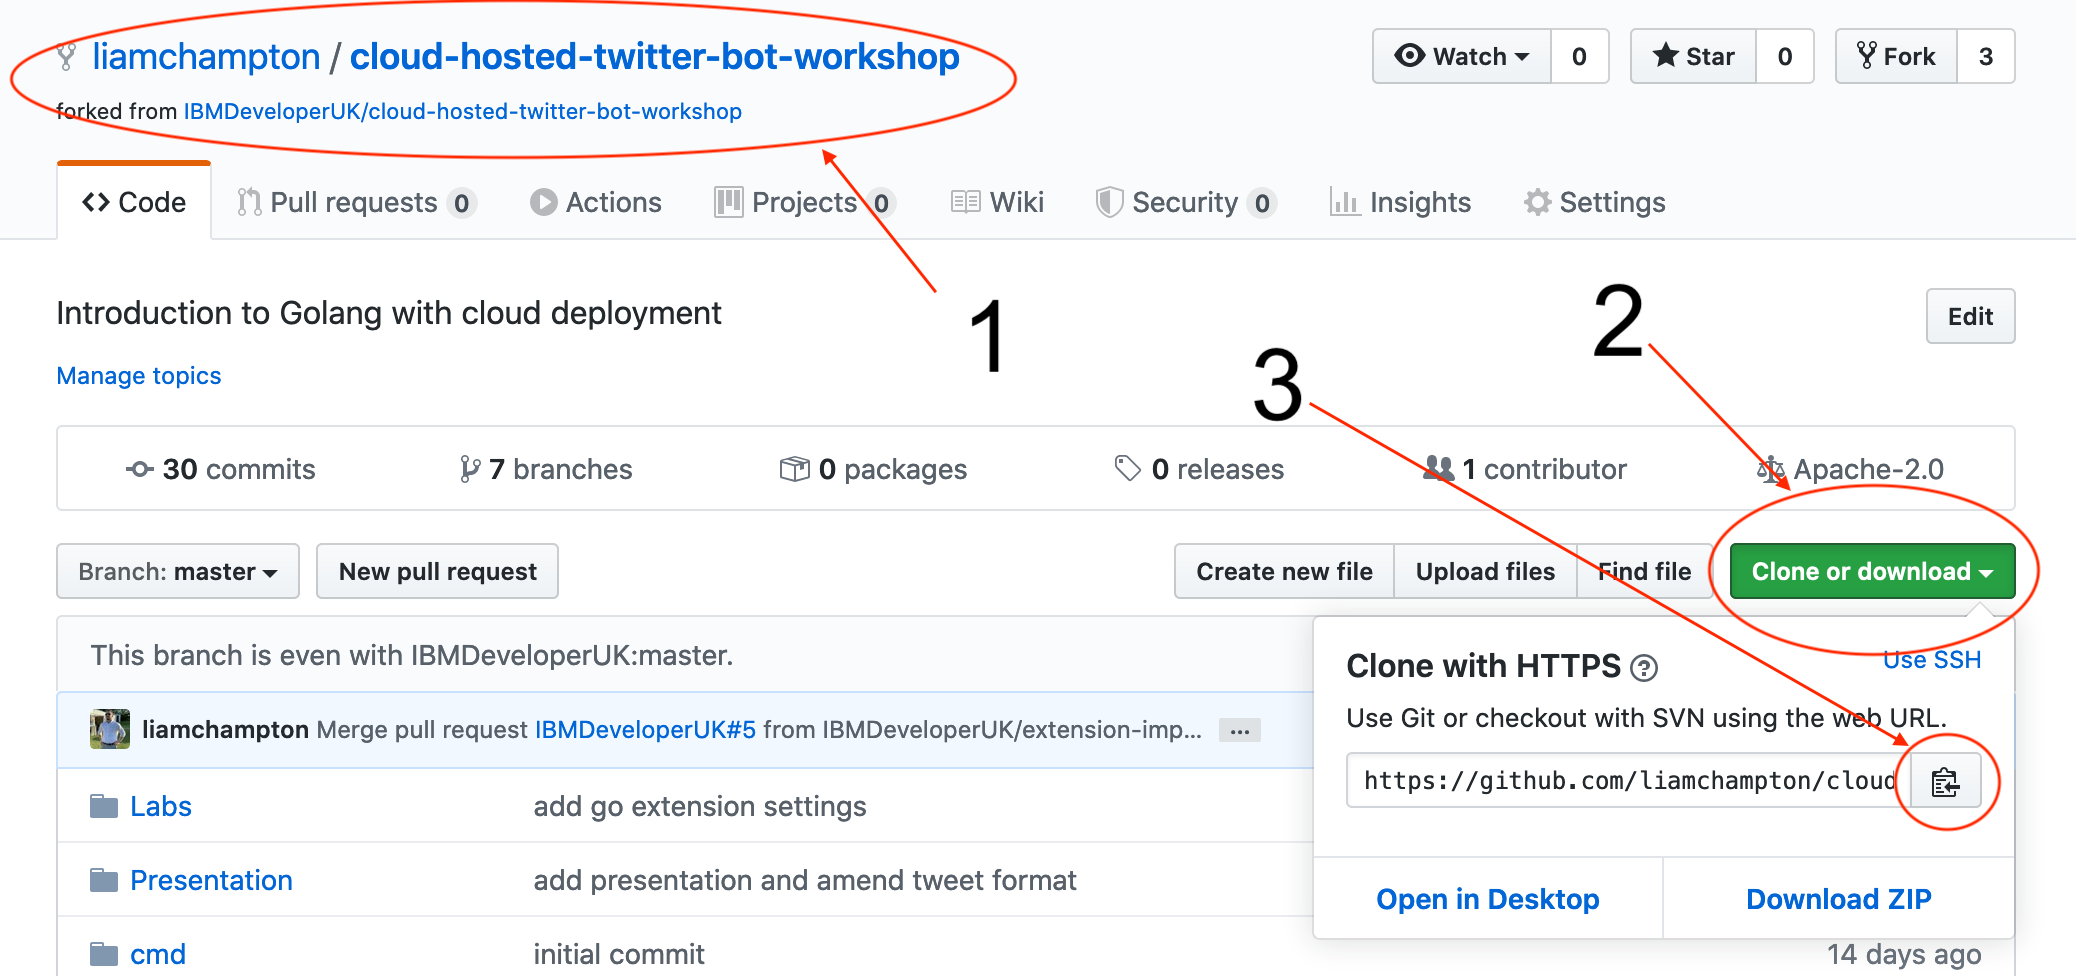 liamchampton / cloud-hosted-twitter-bot-workshop
Watch 0 Star 0 Fork 3
forked from IBMDeveloperUK/cloud-hosted-twitter-bot-workshop
Code Pull requests 0 Actions Projects 0 Wiki Security 0 Insights Settings
Introduction to Golang with cloud deployment
Edit
1
2
3
Manage topics
30 commits 7 branches 0 packages 0 releases 1 contributor Apache-2.0
Branch: master New pull request Create new file Upload files Find file Clone or download
This branch is even with IBMDeveloperUK:master.
Clone with HTTPS ? Use SSH
Use Git or checkout with SVN using the web URL.
liamchampton Merge pull request IBMDeveloperUK#5 from IBMDeveloperUK/extension-imp... ...
https://github.com/liamchampton/cloud
Labs add go extension settings
Presentation add presentation and amend tweet format
Open in Desktop Download ZIP
cmd initial commit 14 days ago